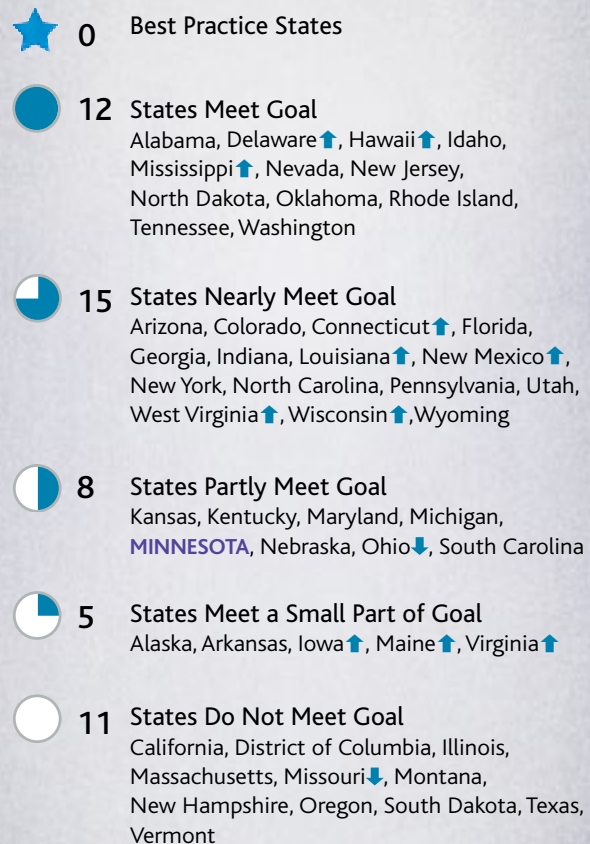 0 Best Practice States
12 States Meet Goal
Alabama, Delaware⬆, Hawaii⬆, Idaho,
Mississippi⬆, Nevada, New Jersey,
North Dakota, Oklahoma, Rhode Island,
Tennessee, Washington
15 States Nearly Meet Goal
Arizona, Colorado, Connecticut⬆, Florida,
Georgia, Indiana, Louisiana⬆, New Mexico⬆,
New York, North Carolina, Pennsylvania, Utah,
West Virginia⬆, Wisconsin⬆,Wyoming
8 States Partly Meet Goal
Kansas, Kentucky, Maryland, Michigan,
MINNESOTA, Nebraska, Ohio⬇, South Carolina
5 States Meet a Small Part of Goal
Alaska, Arkansas, Iowa⬆, Maine⬆, Virginia⬆
11 States Do Not Meet Goal
California, District of Columbia, Illinois,
Massachusetts, Missouri⬇, Montana,
New Hampshire, Oregon, South Dakota, Texas,
Vermont